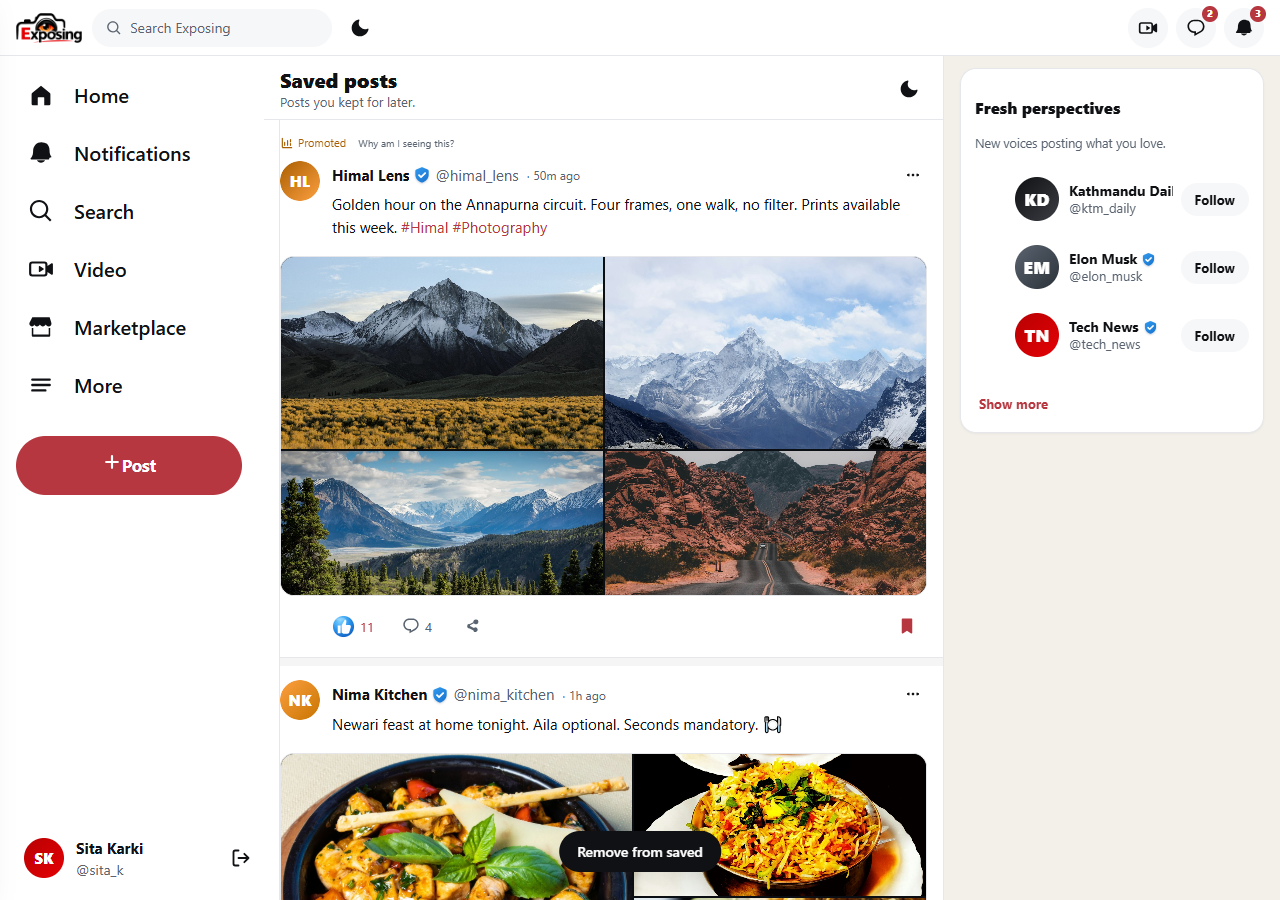 Exposing
Search Exposing
2
3
Home
Notifications
Search
Video
Marketplace
More
+ Post
Sita Karki
@sita_k
Saved posts
Posts you kept for later.
Promoted Why am I seeing this?
HL
Himal Lens @himal_lens · 50m ago
Golden hour on the Annapurna circuit. Four frames, one walk, no filter. Prints available
this week. #Himal #Photography
11
4
NK
Nima Kitchen @nima_kitchen · 1h ago
Newari feast at home tonight. Aila optional. Seconds mandatory. 🍽
Remove from saved
SK
Fresh perspectives
New voices posting what you love.
KD
Kathmandu Dail
@ktm_daily
Follow
EM
Elon Musk
@elon_musk
Follow
TN
Tech News
@tech_news
Follow
Show more